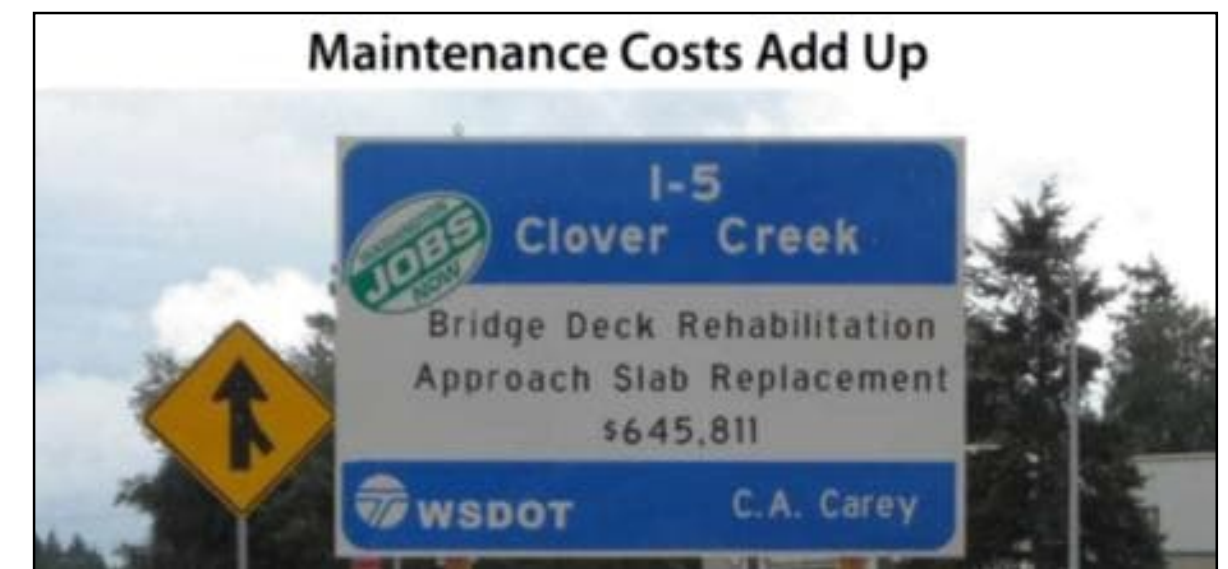 Maintenance Costs Add Up
I-5
Clover Creek
JOBS
NOW
Bridge Deck Rehabilitation
Approach Slab Replacement
$645,811
WSDOT
C.A. Carey